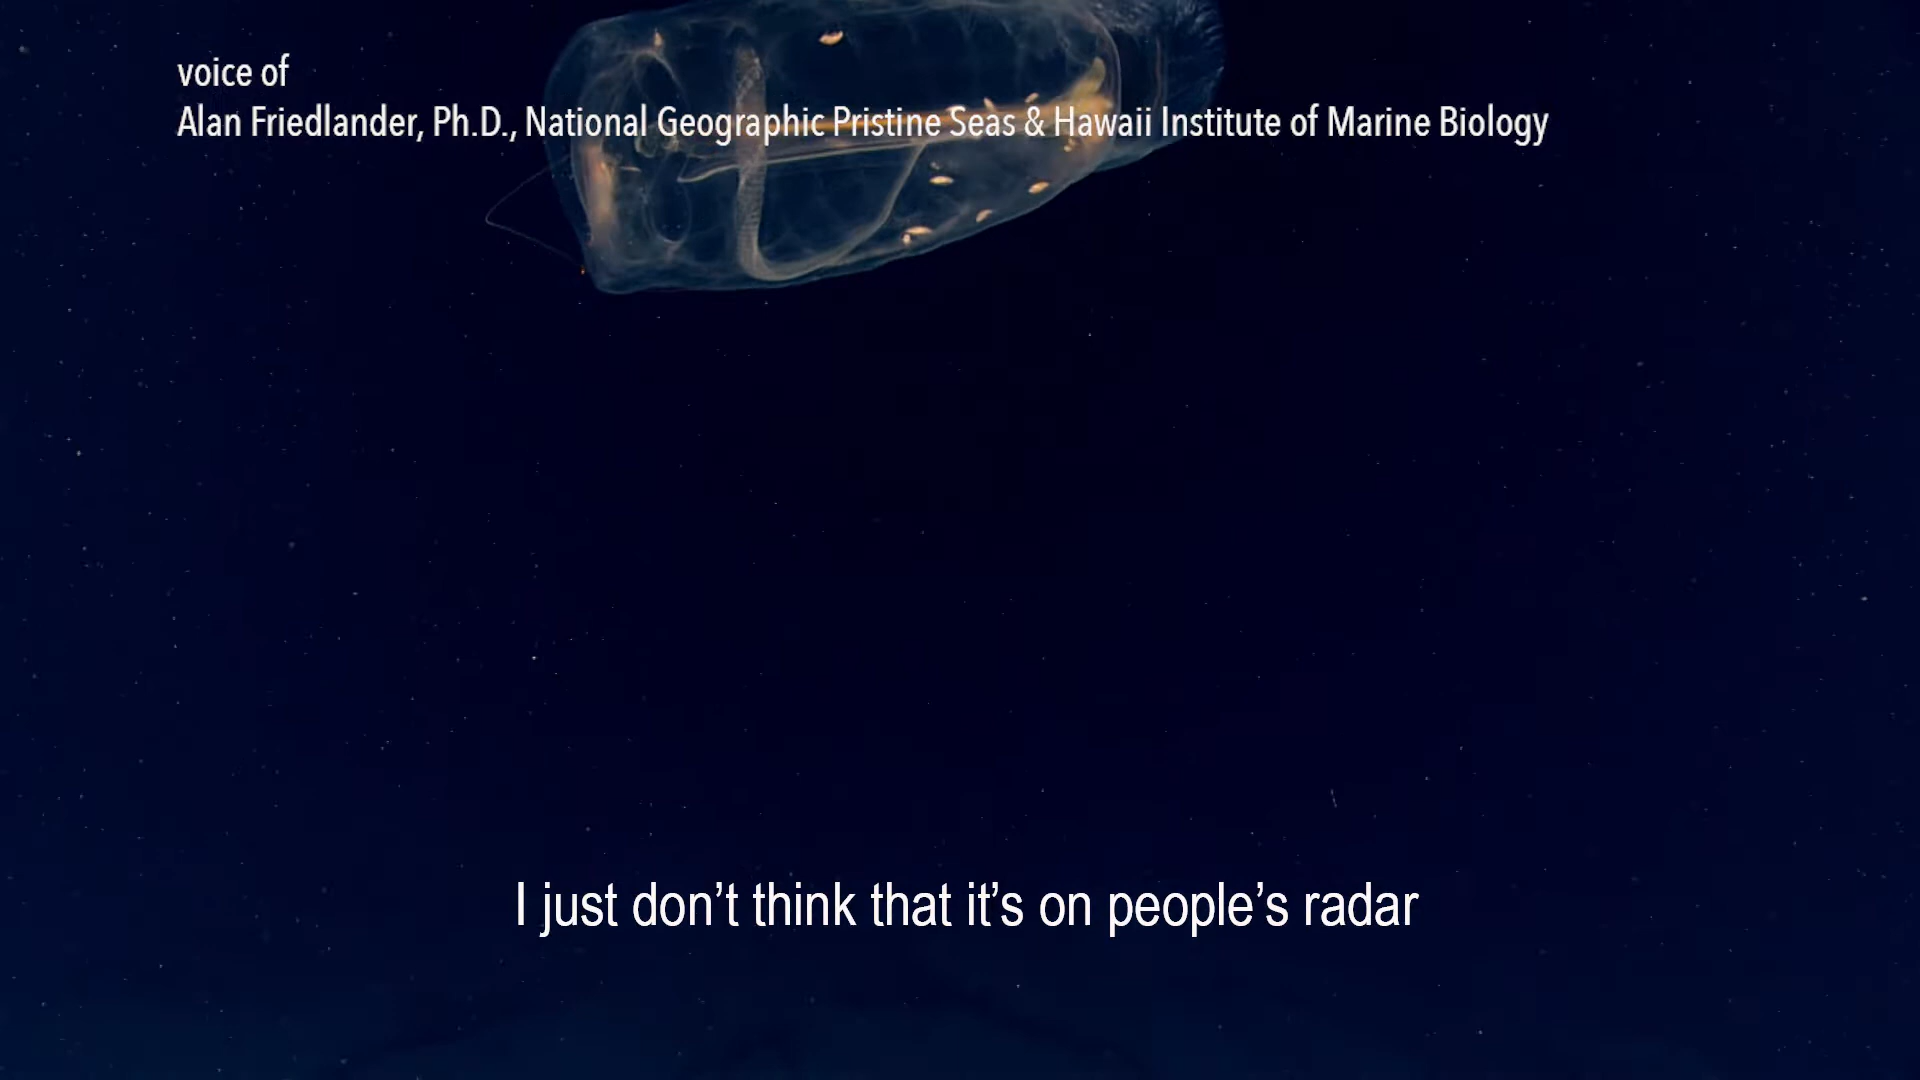 voice of
Alan Friedlander, Ph.D., National Geographic Pristine Seas & Hawaii Institute of Marine Biology
I just don’t think that it’s on people’s radar